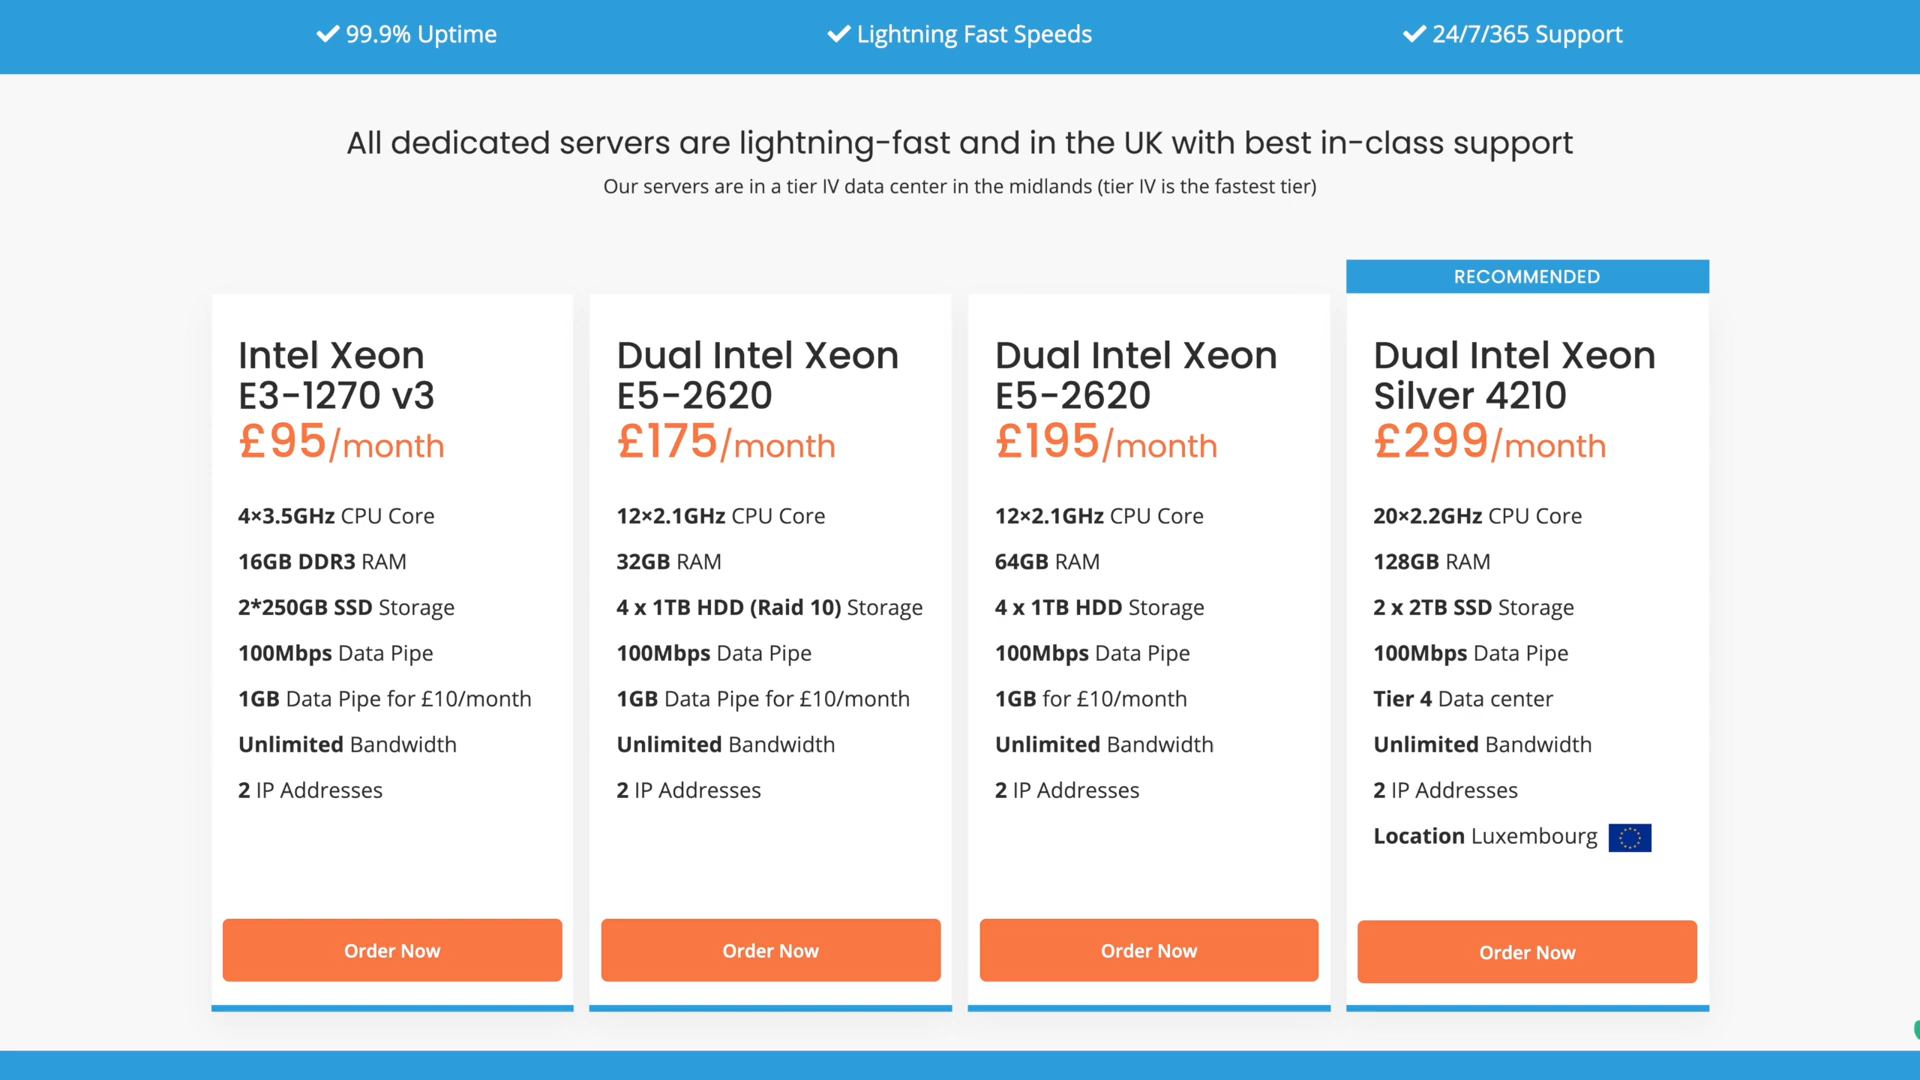 99.9% Uptime
Lightning Fast Speeds
24/7/365 Support
All dedicated servers are lightning-fast and in the UK with best in-class support
Our servers are in a tier IV data center in the midlands (tier IV is the fastest tier)
Intel Xeon
E3-1270 v3
£95/month
4×3.5GHz CPU Core
16GB DDR3 RAM
2*250GB SSD Storage
100Mbps Data Pipe
1GB Data Pipe for £10/month
Unlimited Bandwidth
2 IP Addresses
Order Now
Dual Intel Xeon
E5-2620
£175/month
12×2.1GHz CPU Core
32GB RAM
4 x 1TB HDD (Raid 10) Storage
100Mbps Data Pipe
1GB Data Pipe for £10/month
Unlimited Bandwidth
2 IP Addresses
Order Now
Dual Intel Xeon
E5-2620
£195/month
12×2.1GHz CPU Core
64GB RAM
4 x 1TB HDD Storage
100Mbps Data Pipe
1GB for £10/month
Unlimited Bandwidth
2 IP Addresses
Order Now
RECOMMENDED
Dual Intel Xeon
Silver 4210
£299/month
20×2.2GHz CPU Core
128GB RAM
2 x 2TB SSD Storage
100Mbps Data Pipe
Tier 4 Data center
Unlimited Bandwidth
2 IP Addresses
Location Luxembourg
Order Now